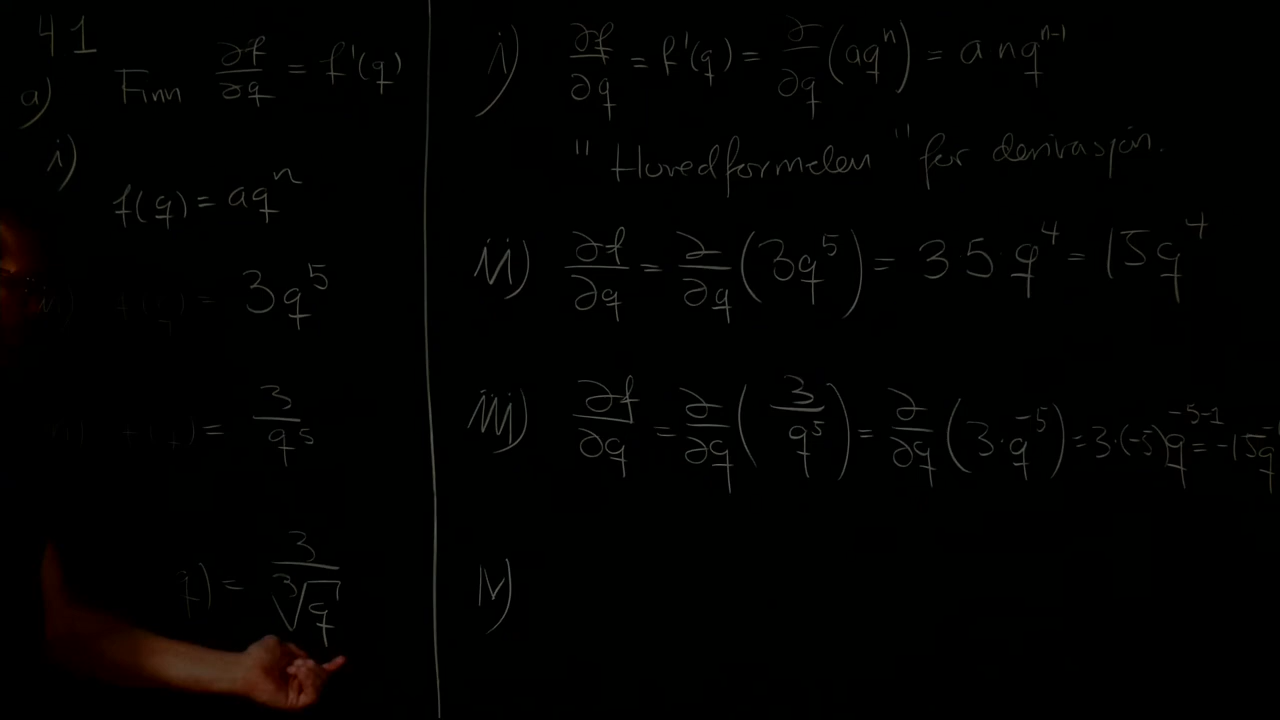 41
a) Finn ∂f/∂q = f'(q)
i)
f(q) = aq^n
= 3q^5
= 3/q^5
q) = 3/∛q
i) ∂f/∂q = f'(q) = ∂/∂q (aq^n) = a n q^(n-1)
"Hovedformelen" for derivasjon.
ii) ∂f/∂q = ∂/∂q (3q^5) = 3·5·q^4 = 15q^4
iii) ∂f/∂q = ∂/∂q (3/q^5) = ∂/∂q (3·q^-5) = 3·(-5)q^(-5-1) = -15q^-
iv)